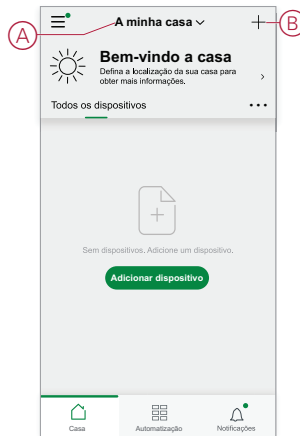 A
A minha casa
B
Bem-vindo a casa
Defina a localização da sua casa para
obter mais informações.
Todos os dispositivos
Sem dispositivos. Adicione um dispositivo.
Adicionar dispositivo
Casa
Automatização
Notificações